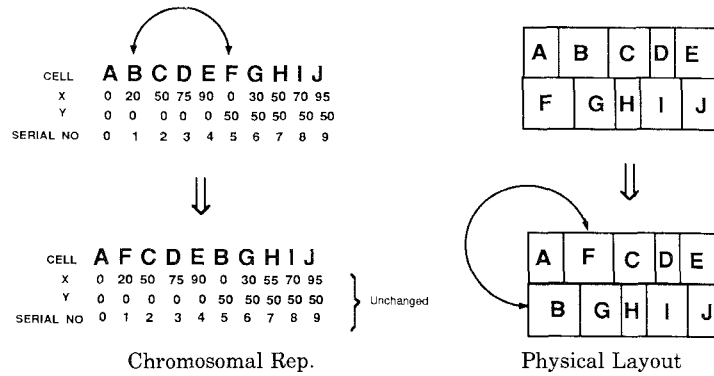 CELL A B C D E F G H I J
X 0 20 50 75 90 0 30 50 70 95
Y 0 0 0 0 0 50 50 50 50 50
SERIAL NO 0 1 2 3 4 5 6 7 8 9
A B C D E
F G H I J
CELL A F C D E B G H I J
X 0 20 50 75 90 0 30 55 70 95
Y 0 0 0 0 0 50 50 50 50 50
SERIAL NO 0 1 2 3 4 5 6 7 8 9
Unchanged
A F C D E
B G H I J
Chromosomal Rep.
Physical Layout